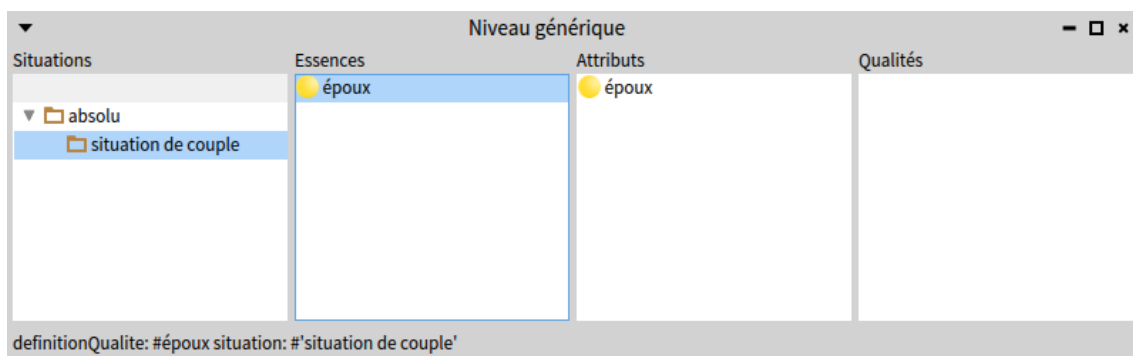 Niveau générique
Situations Essences Attributs Qualités
époux époux
absolu
situation de couple
definitionQualite: #époux situation: #'situation de couple'